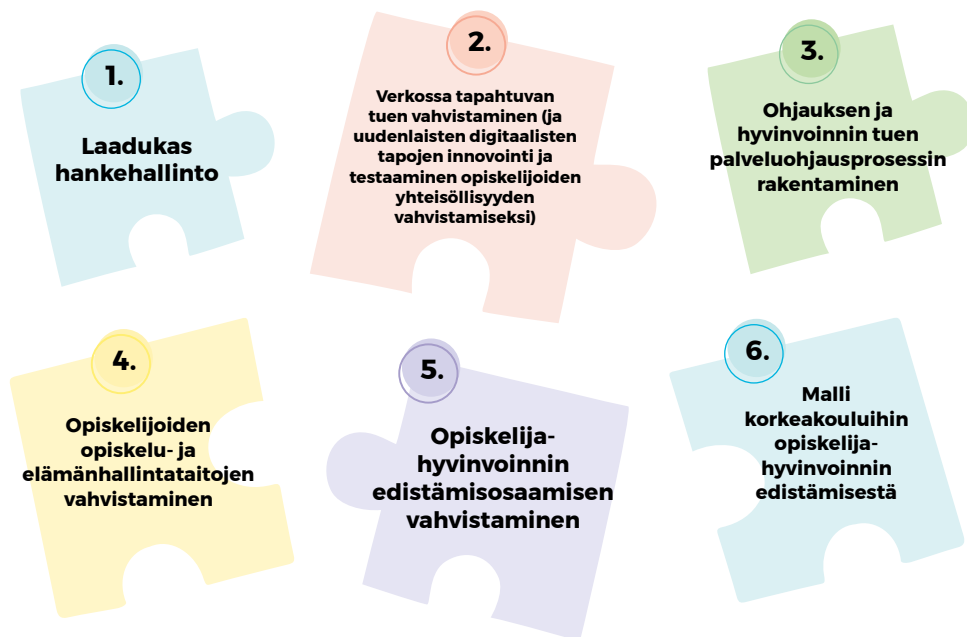 1.
Laadukas
hankehallinto
2.
Verkossa tapahtuvan
tuen vahvistaminen (ja
uudenlaisten digitaalisten
tapojen innovointi ja
testaaminen opiskelijoiden
yhteisöllisyyden
vahvistamiseksi)
3.
Ohjauksen ja
hyvinvoinnin tuen
palveluohjausprosessin
rakentaminen
4.
Opiskelijoiden
opiskelu- ja
elämänhallintataitojen
vahvistaminen
5.
Opiskelija-
hyvinvoinnin
edistämisosaamisen
vahvistaminen
6.
Malli
korkeakouluihin
opiskelija-
hyvinvoinnin
edistämisestä